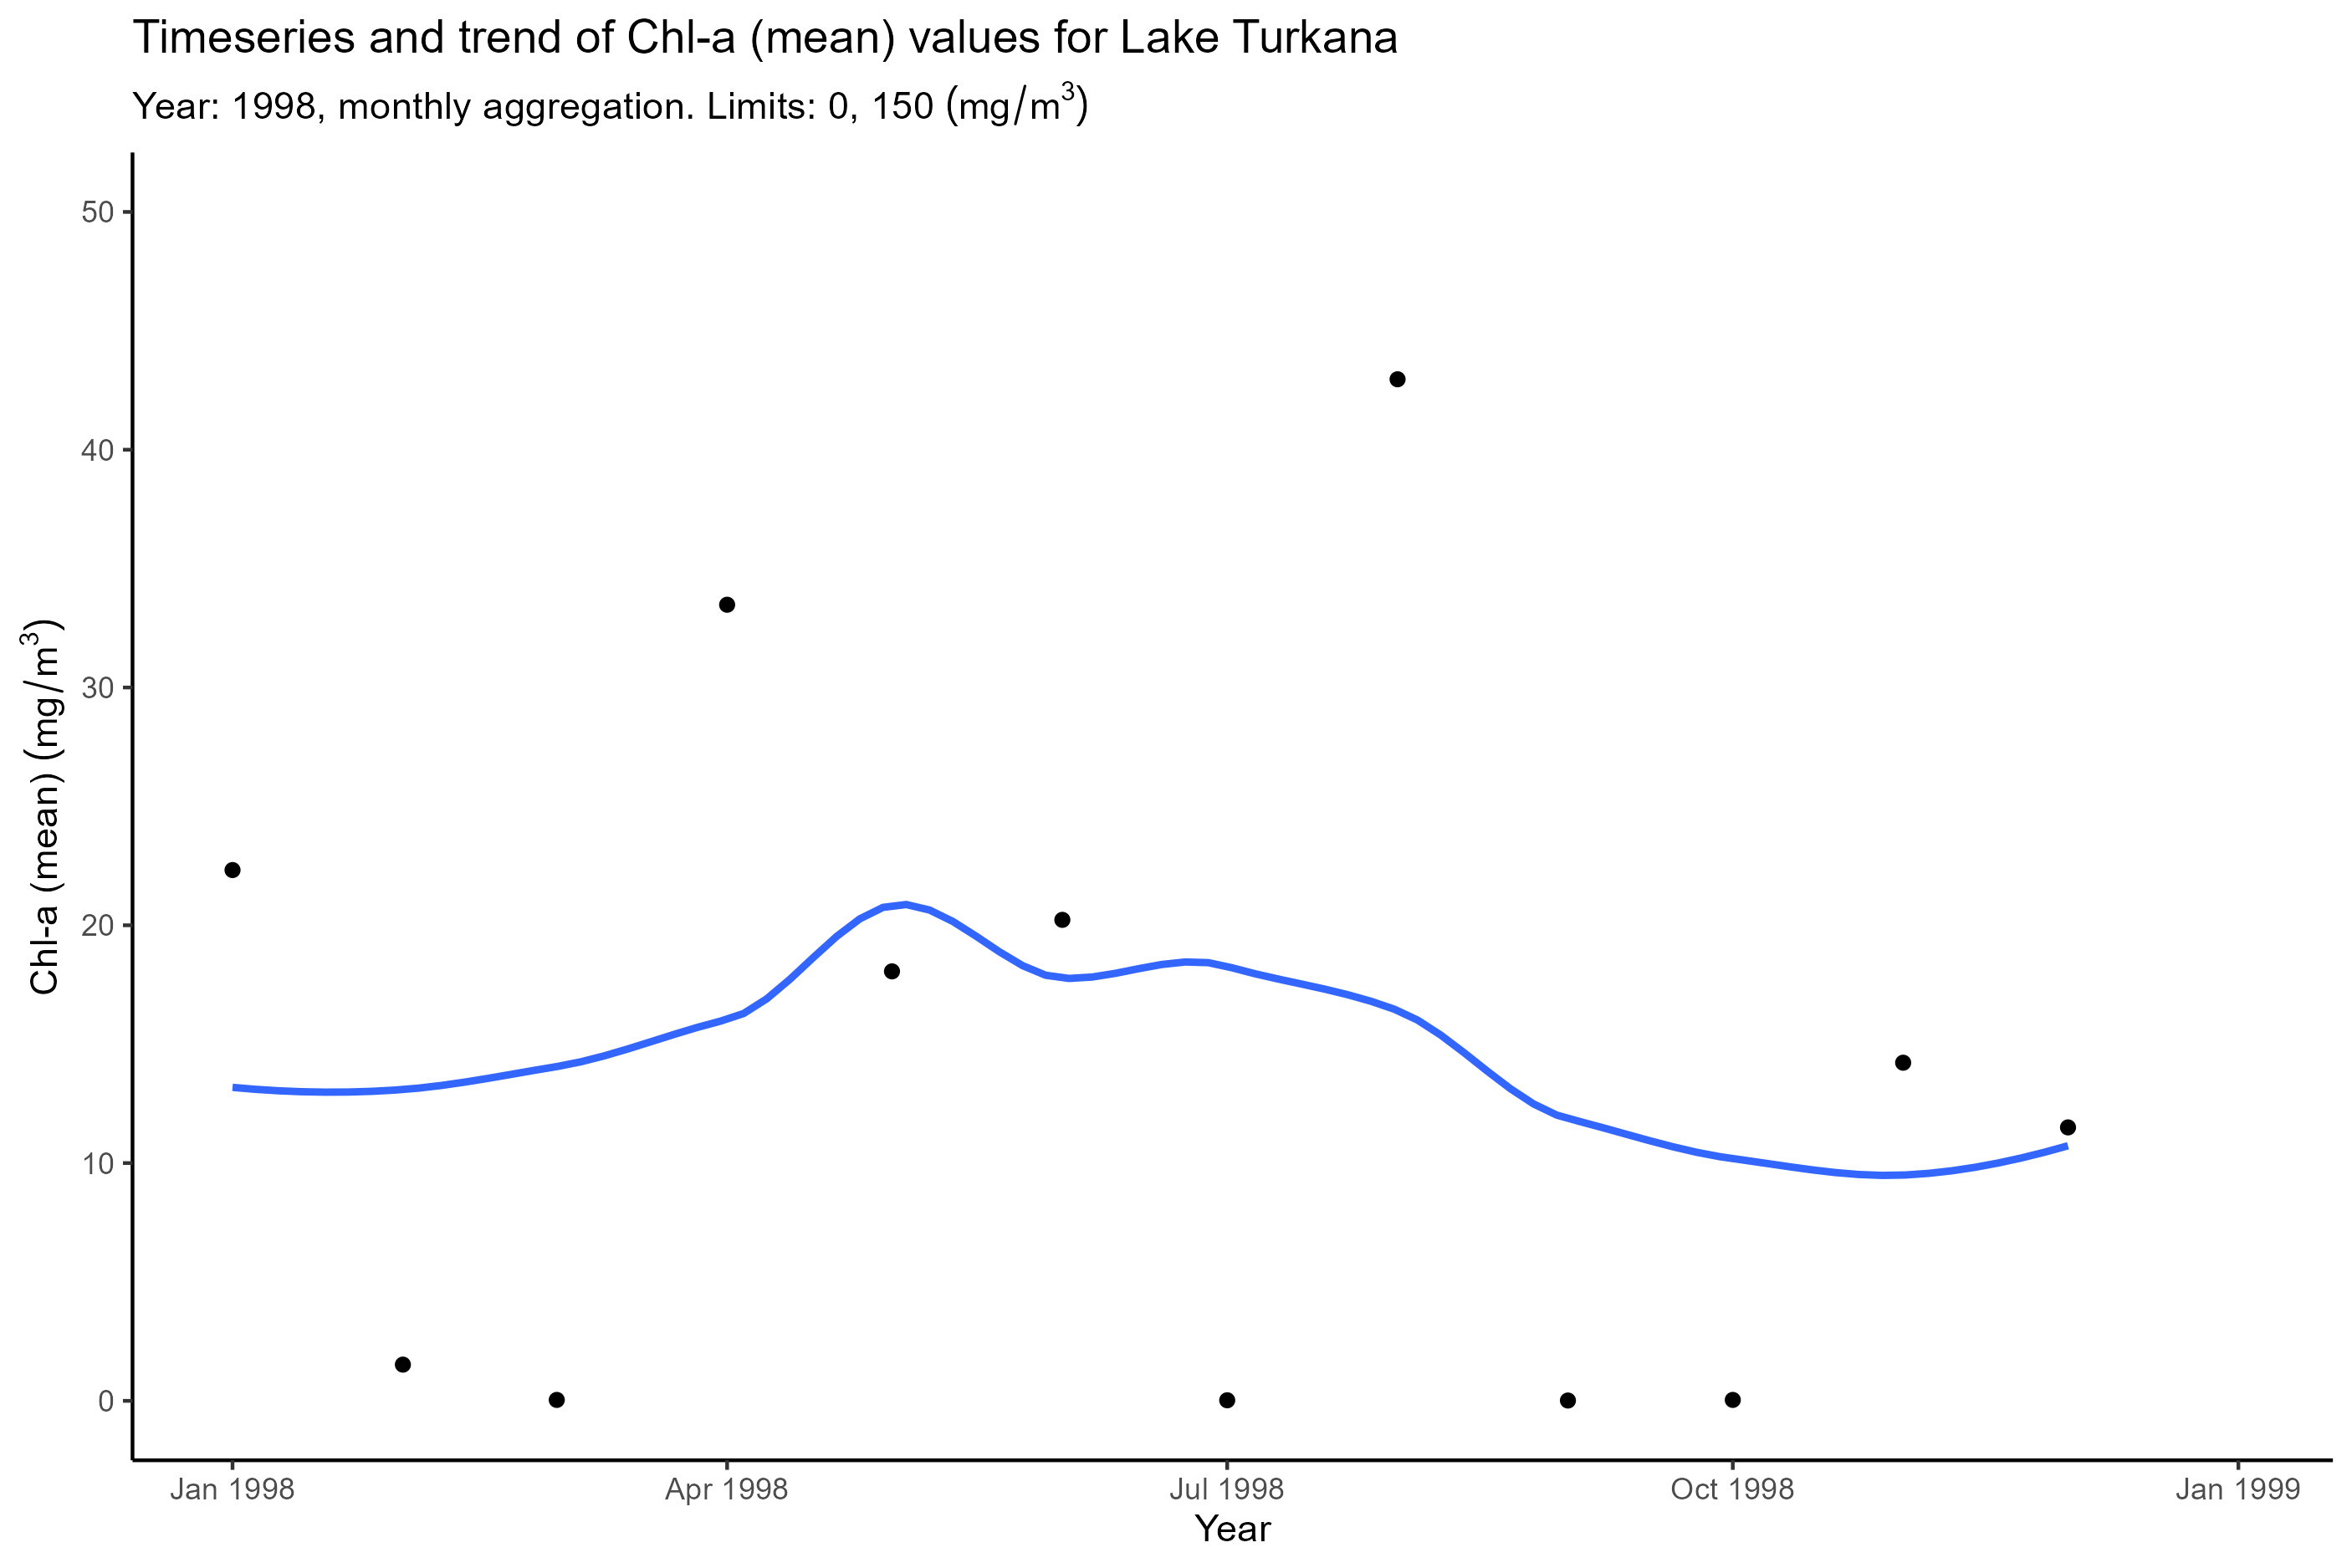 Timeseries and trend of Chl-a (mean) values for Lake Turkana
Year: 1998, monthly aggregation. Limits: 0, 150 (mg/m³)
Chl-a (mean) (mg/m³)
50
40
30
20
10
0
Jan 1998 Apr 1998 Jul 1998 Oct 1998 Jan 1999
Year